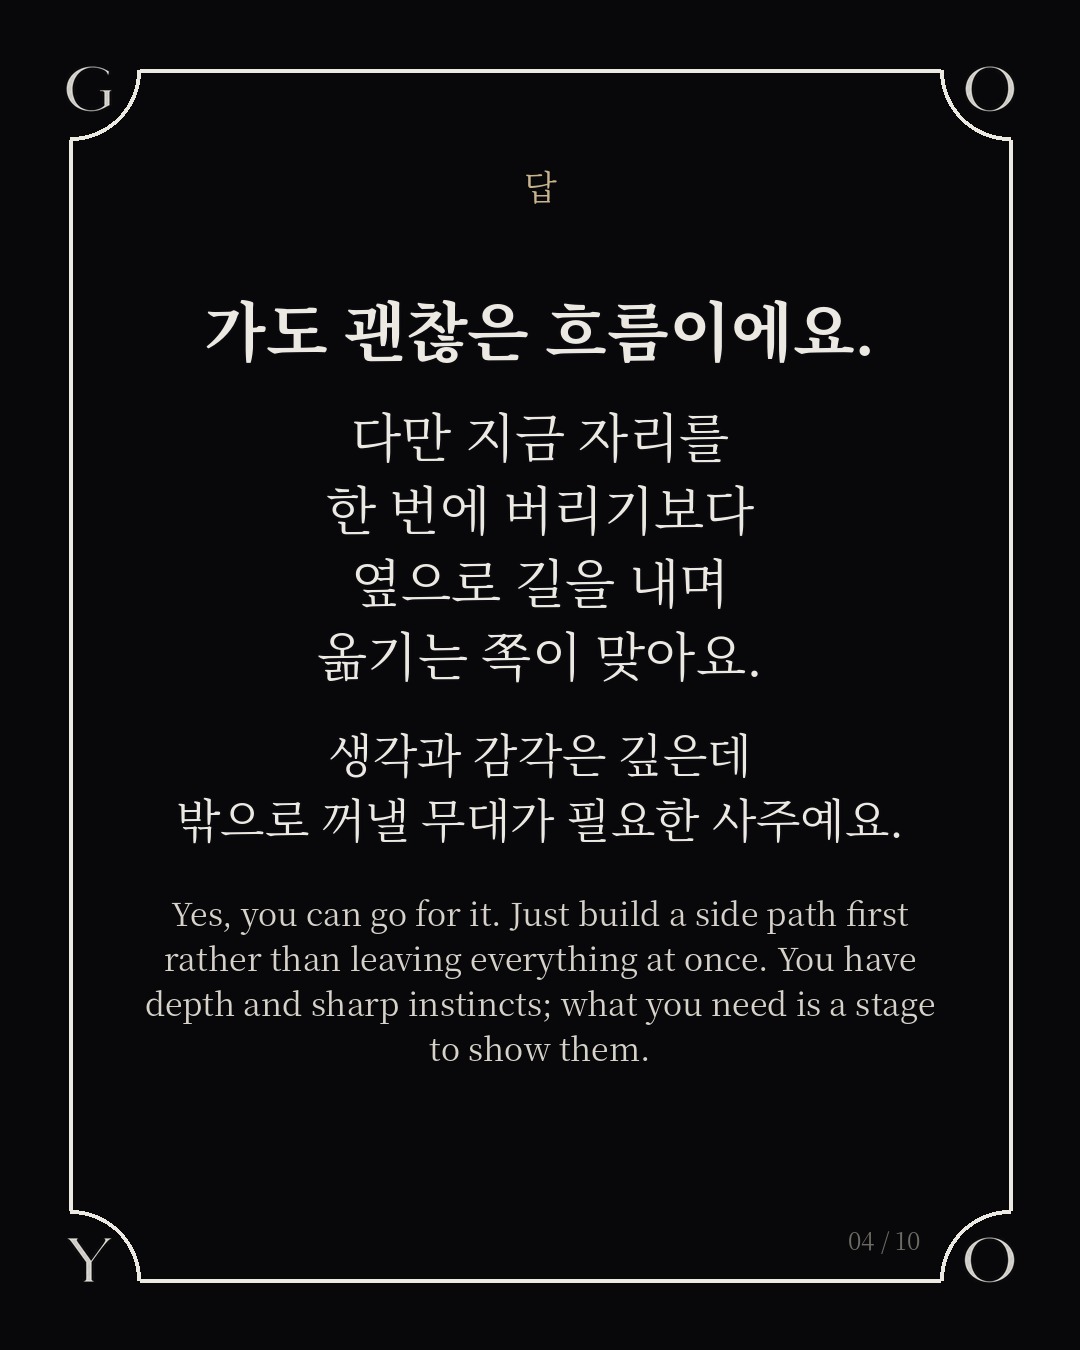 G O
답
가도 괜찮은 흐름이에요.
다만 지금 자리를
한 번에 버리기보다
옆으로 길을 내며
옮기는 쪽이 맞아요.
생각과 감각은 깊은데
밖으로 꺼낼 무대가 필요한 사주예요.
Yes, you can go for it. Just build a side path first
rather than leaving everything at once. You have
depth and sharp instincts; what you need is a stage
to show them.
04 / 10
Y O